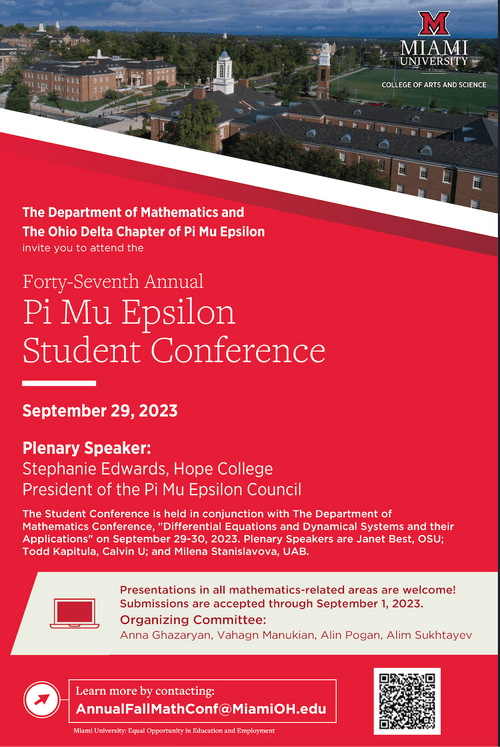 M
MIAMI
UNIVERSITY
COLLEGE OF ARTS AND SCIENCE
The Department of Mathematics and
The Ohio Delta Chapter of Pi Mu Epsilon
invite you to attend the
Forty-Seventh Annual
Pi Mu Epsilon
Student Conference
September 29, 2023
Plenary Speaker:
Stephanie Edwards, Hope College
President of the Pi Mu Epsilon Council
The Student Conference is held in conjunction with The Department of
Mathematics Conference, "Differential Equations and Dynamical Systems and their
Applications" on September 29-30, 2023. Plenary Speakers are Janet Best, OSU;
Todd Kapitula, Calvin U; and Milena Stanislavova, UAB.
Presentations in all mathematics-related areas are welcome!
Submissions are accepted through September 1, 2023.
Organizing Committee:
Anna Ghazaryan, Vahagn Manukian, Alin Pogan, Alim Sukhtayev
Learn more by contacting:
AnnualFallMathConf@MiamiOH.edu
Miami University: Equal Opportunity in Education and Employment